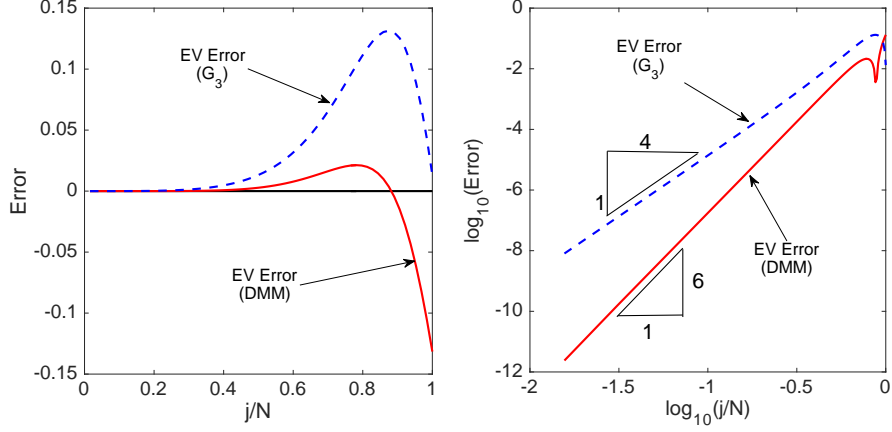 0.15
0.1
0.05
0
-0.05
-0.1
-0.15
Error
EV Error
(G3)
EV Error
(DMM)
0
0.2
0.4
0.6
0.8
1
j/N
0
-2
-4
-6
-8
-10
-12
log10(Error)
EV Error
(G3)
4
1
EV Error
(DMM)
6
1
-2
-1.5
-1
-0.5
0
log10(j/N)